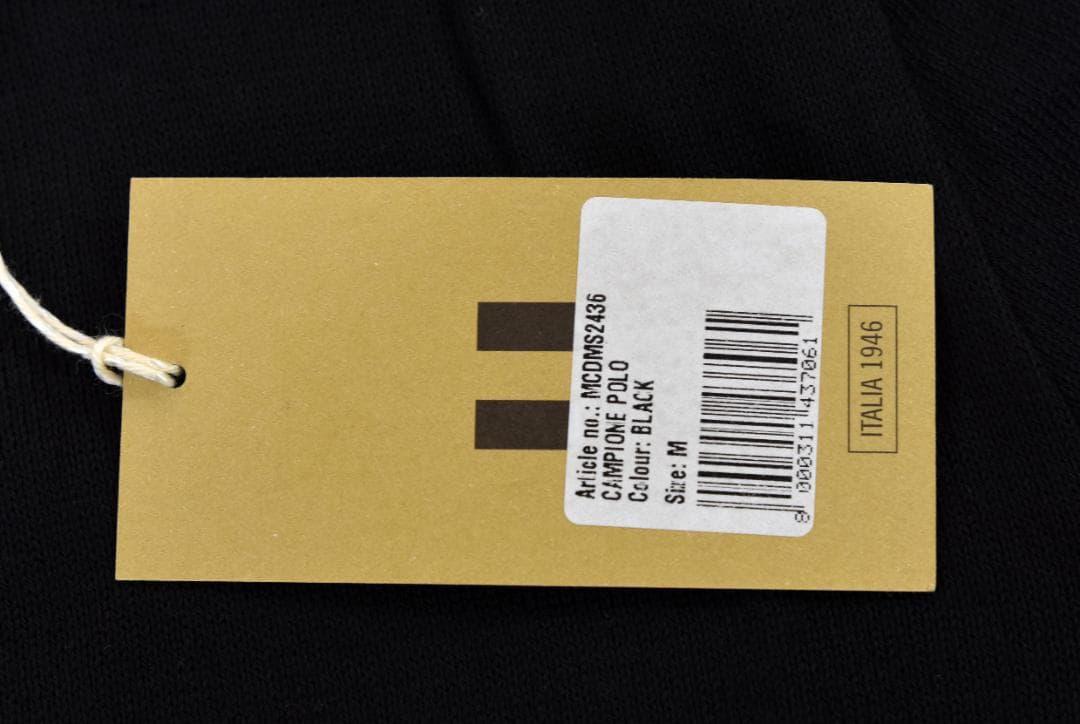 Article no.: MCDMS2436
CAMPIONE POLO
Colour: BLACK
Size: M
8 000311 437061
ITALIA 1946